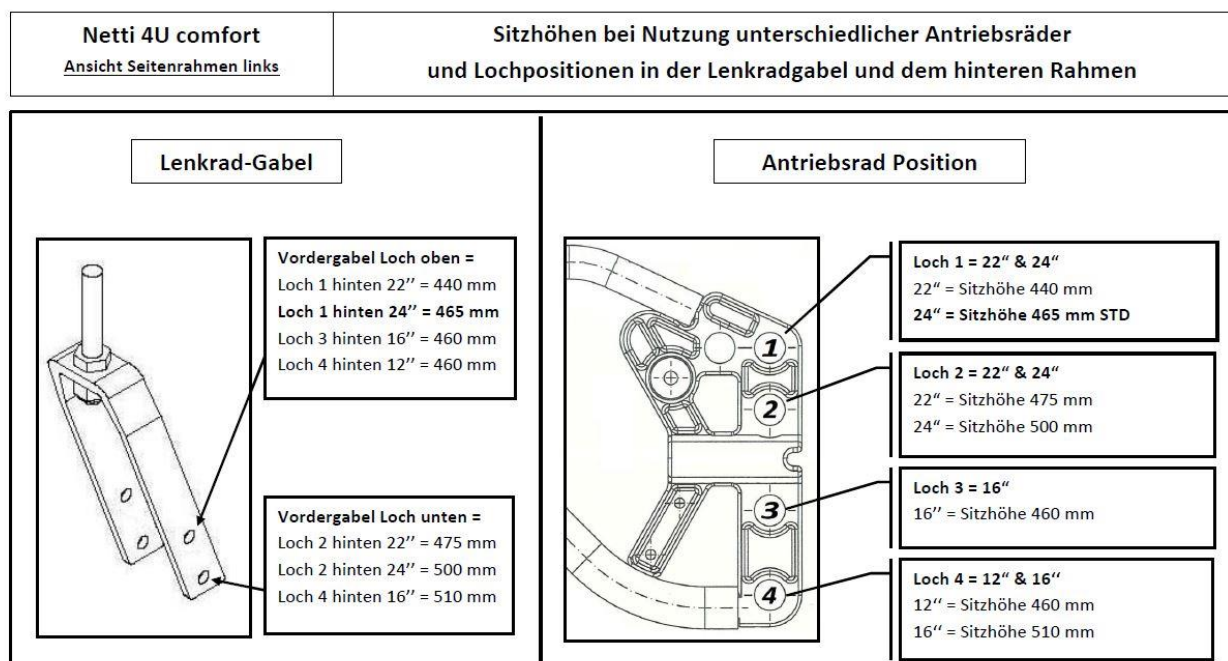 Netti 4U comfort
Ansicht Seitenrahmen links
Sitzhöhen bei Nutzung unterschiedlicher Antriebsräder
und Lochpositionen in der Lenkradgabel und dem hinteren Rahmen
Lenkrad-Gabel
Vordergabel Loch oben =
Loch 1 hinten 22’’ = 440 mm
Loch 1 hinten 24’’ = 465 mm
Loch 3 hinten 16’’ = 460 mm
Loch 4 hinten 12’’ = 460 mm
Vordergabel Loch unten =
Loch 2 hinten 22’’ = 475 mm
Loch 2 hinten 24’’ = 500 mm
Loch 4 hinten 16’’ = 510 mm
Antriebsrad Position
1
2
3
4
Loch 1 = 22“ & 24“
22“ = Sitzhöhe 440 mm
24“ = Sitzhöhe 465 mm STD
Loch 2 = 22“ & 24“
22“ = Sitzhöhe 475 mm
24“ = Sitzhöhe 500 mm
Loch 3 = 16“
16’’ = Sitzhöhe 460 mm
Loch 4 = 12“ & 16‘‘
12‘‘ = Sitzhöhe 460 mm
16‘‘ = Sitzhöhe 510 mm